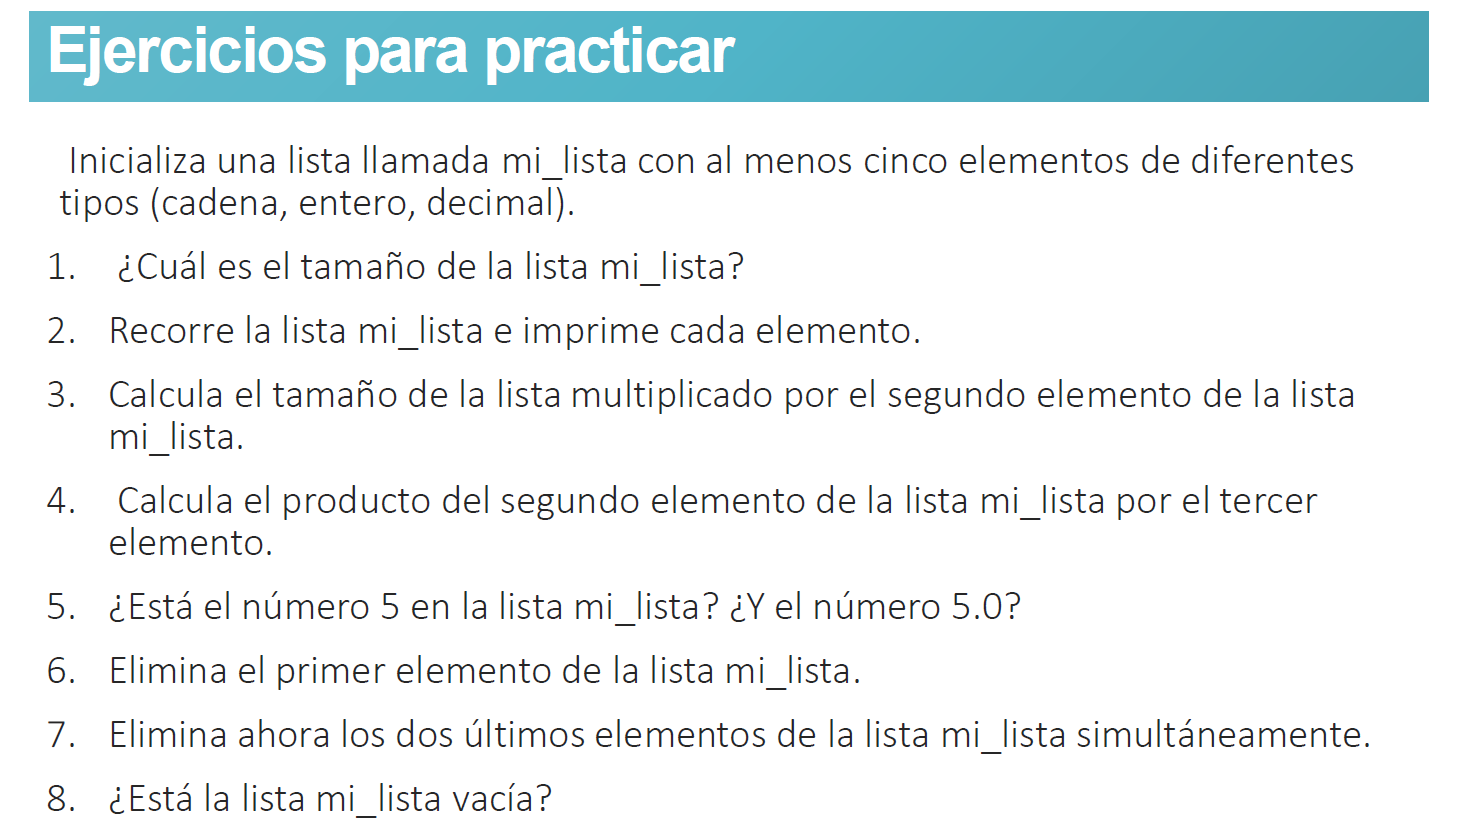 Ejercicios para practicar
Inicializa una lista llamada mi_lista con al menos cinco elementos de diferentes
tipos (cadena, entero, decimal).
1. ¿Cuál es el tamaño de la lista mi_lista?
2. Recorre la lista mi_lista e imprime cada elemento.
3. Calcula el tamaño de la lista multiplicado por el segundo elemento de la lista
mi_lista.
4. Calcula el producto del segundo elemento de la lista mi_lista por el tercer
elemento.
5. ¿Está el número 5 en la lista mi_lista? ¿Y el número 5.0?
6. Elimina el primer elemento de la lista mi_lista.
7. Elimina ahora los dos últimos elementos de la lista mi_lista simultáneamente.
8. ¿Está la lista mi_lista vacía?